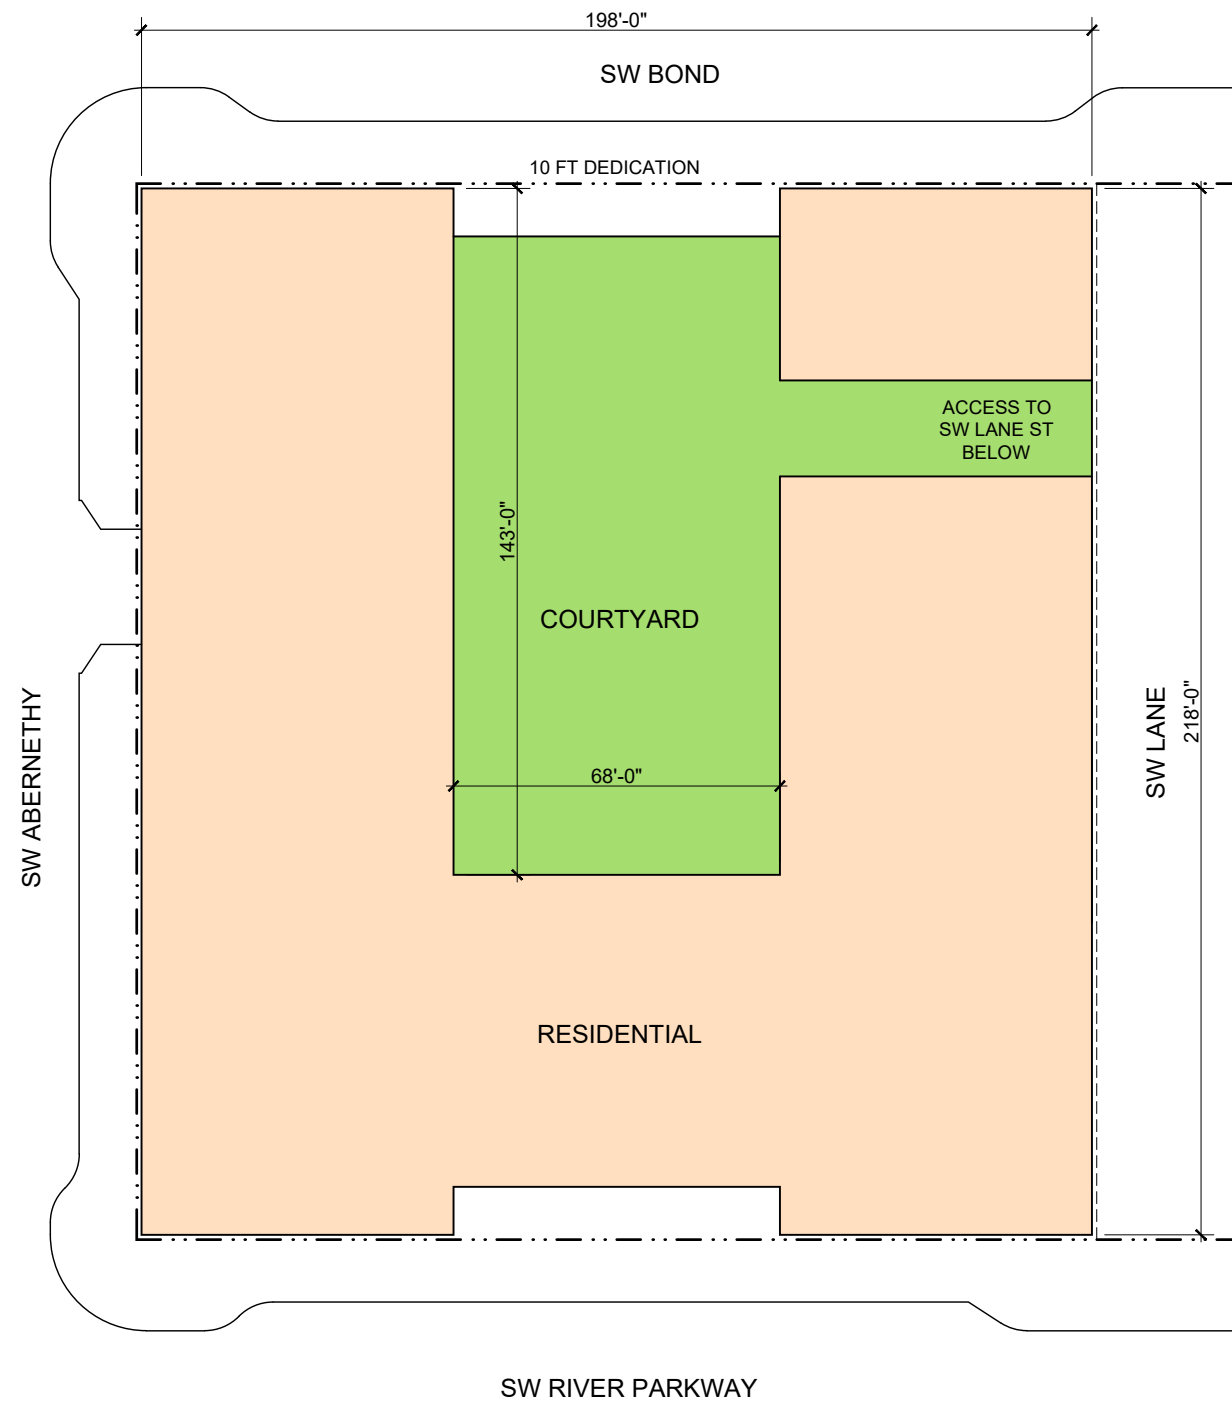 198'-0"
SW BOND
10 FT DEDICATION
ACCESS TO
SW LANE ST
BELOW
143'-0"
COURTYARD
68'-0"
SW ABERNETHY
SW LANE
218'-0"
RESIDENTIAL
SW RIVER PARKWAY